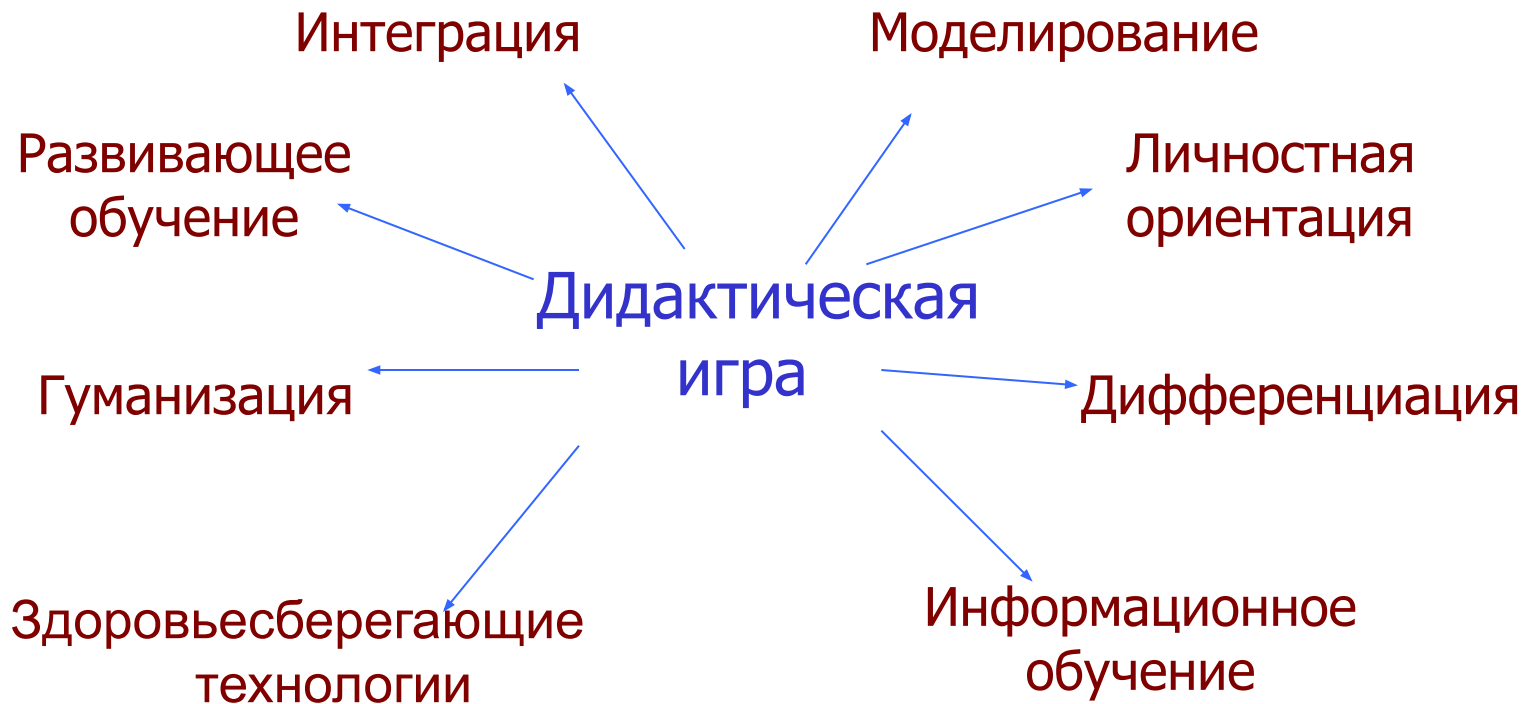 Интеграция
Моделирование
Развивающее
обучение
Личностная
ориентация
Дидактическая
игра
Гуманизация
Дифференциация
Здоровьесберегающие
технологии
Информационное
обучение